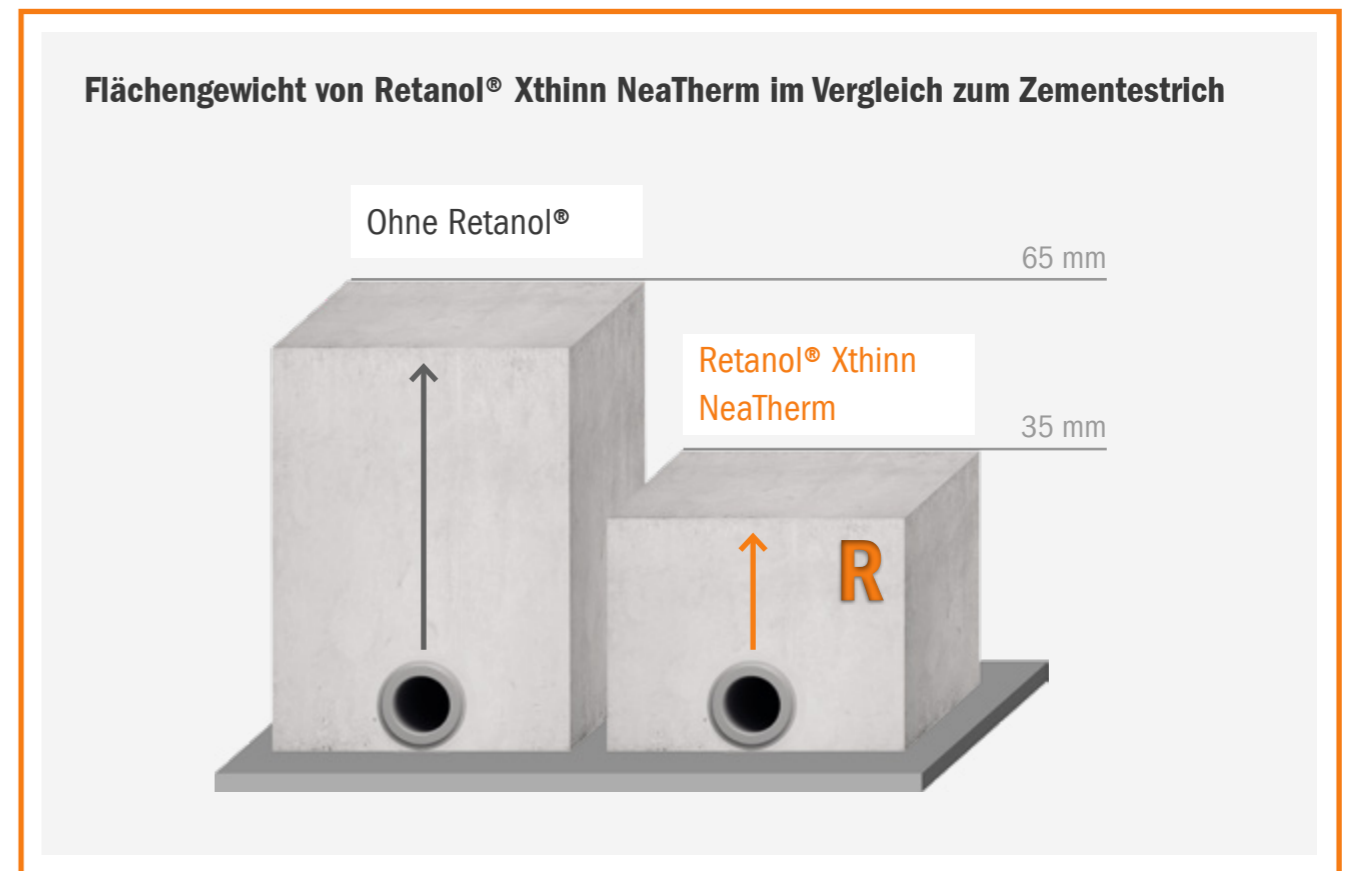 Flächengewicht von Retanol® Xthinn NeaTherm im Vergleich zum Zementestrich
Ohne Retanol®
65 mm
Retanol® Xthinn
NeaTherm
35 mm
R